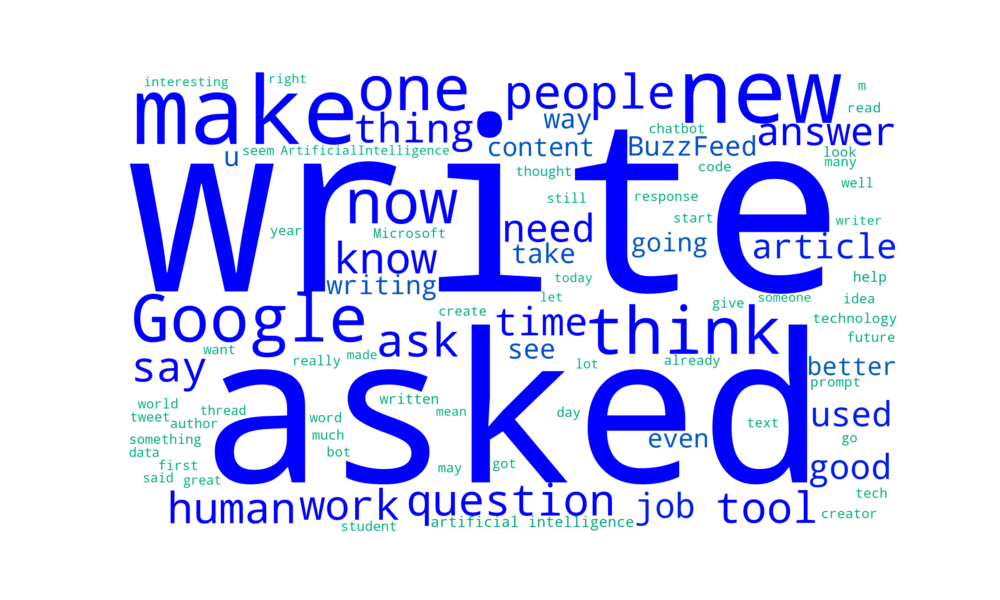 interesting right
make one people new m
read
thing way chatbot answer
u seem ArtificialIntelligence content BuzzFeed look
many
thought code
write
now still response well
year Microsoft need start writer
know take going article
writing today help
let give someone idea
Google create time think technology
future
say want ask see
really made lot already better
prompt
asked
world written used
tweet thread mean day
author word text go
something much even
data bot
first may got good
said great
human work question job tool tech
creator
student artificial intelligence